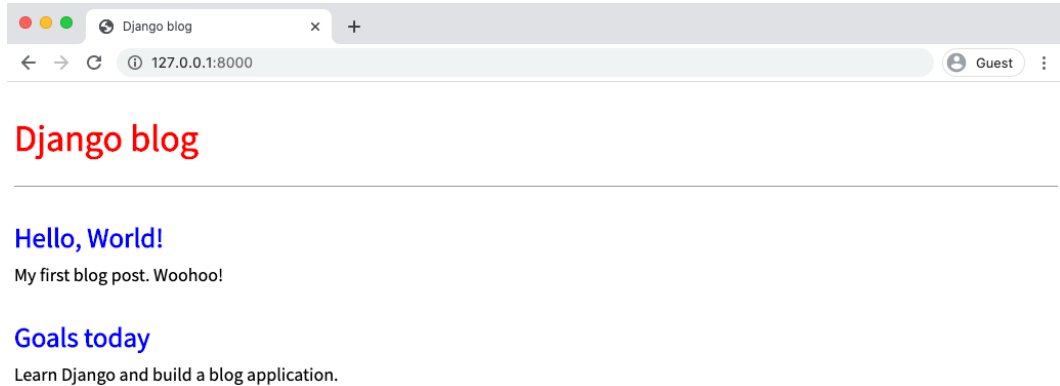 Django blog
127.0.0.1:8000
Guest
Django blog
Hello, World!
My first blog post. Woohoo!
Goals today
Learn Django and build a blog application.